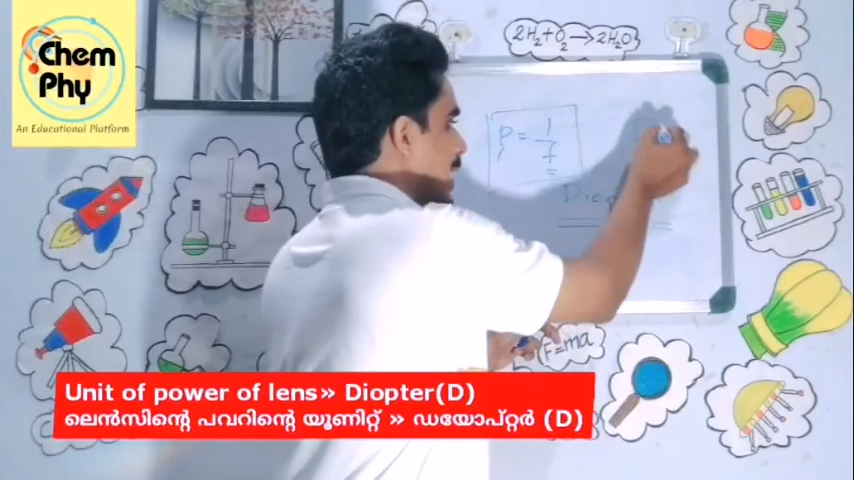 Chem
Phy
An Educational Platform
2H₂+O₂→2H₂O
P = 1/f
Diop
F=ma
Unit of power of lens» Diopter(D)
ലെൻസിന്റെ പവറിന്റെ യൂണിറ്റ് » ഡയോപ്റ്റർ (D)